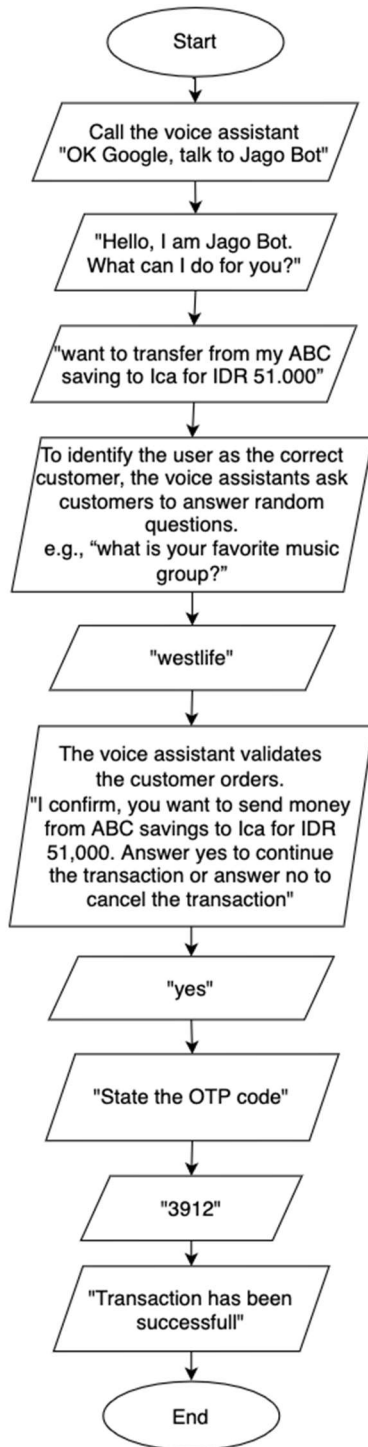 Start
Call the voice assistant
"OK Google, talk to Jago Bot"
"Hello, I am Jago Bot.
What can I do for you?"
"want to transfer from my ABC
saving to Ica for IDR 51.000”
To identify the user as the correct
customer, the voice assistants ask
customers to answer random
questions.
e.g., “what is your favorite music
group?”
"westlife"
The voice assistant validates
the customer orders.
"I confirm, you want to send money
from ABC savings to Ica for IDR
51,000. Answer yes to continue
the transaction or answer no to
cancel the transaction"
"yes"
"State the OTP code"
"3912"
"Transaction has been
successfull"
End